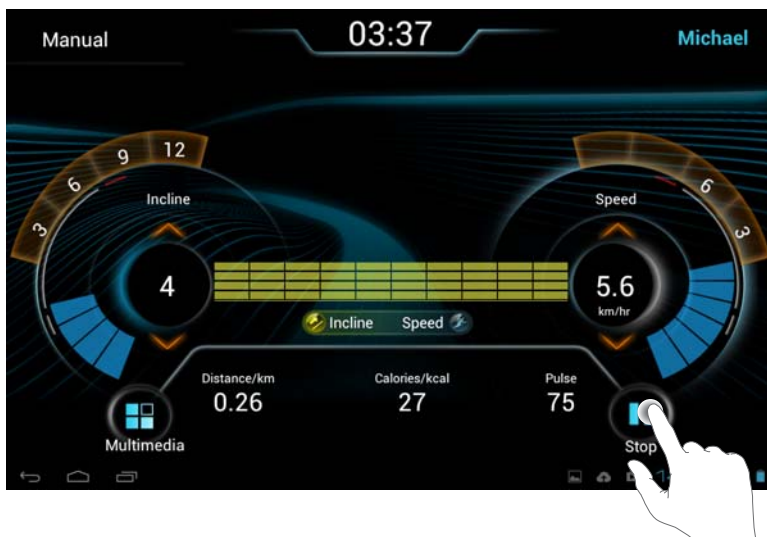 Manual
03:37
Michael
12
9
6
3
Incline
4
6
3
Speed
5.6
km/hr
Incline Speed
Distance/km
0.26
Calories/kcal
27
Pulse
75
Multimedia
Stop